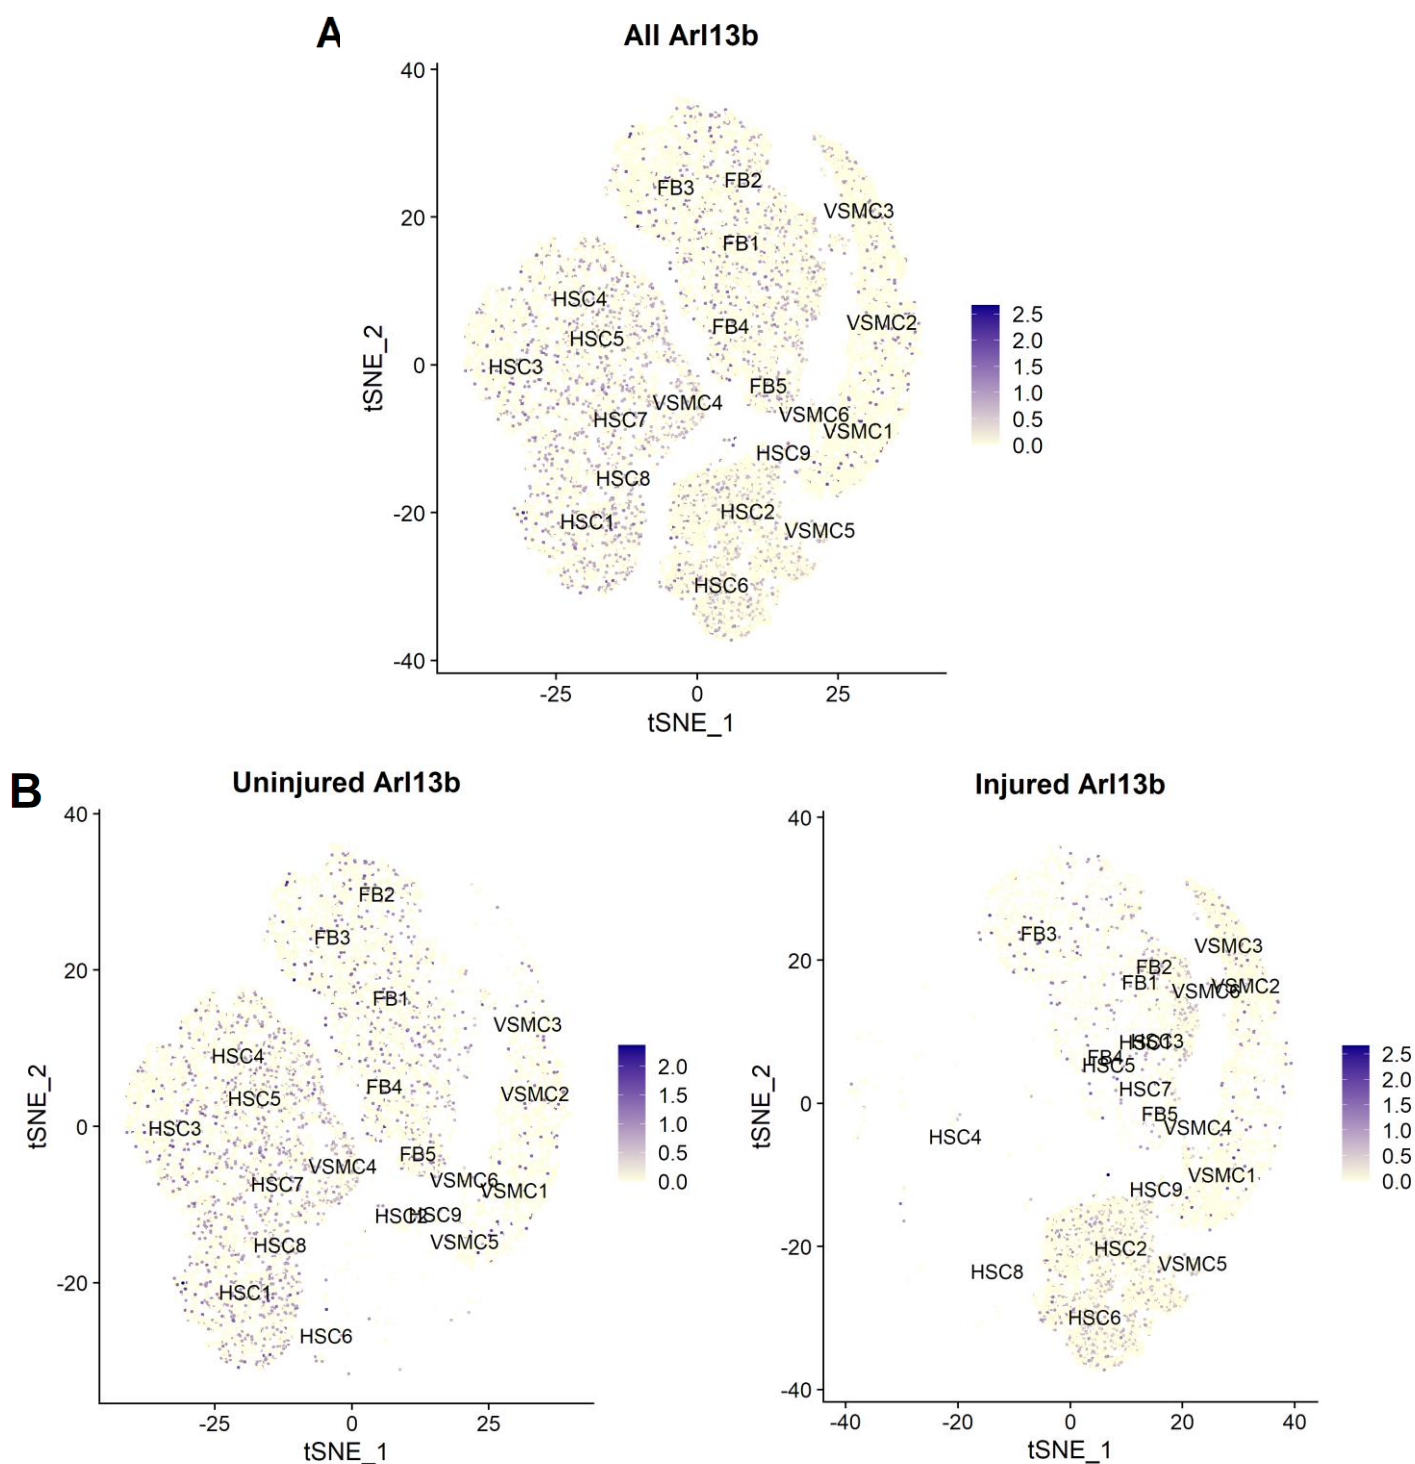 A
All Arl13b
40
20
0
-20
-40
-25
0
25
tSNE_1
tSNE_2
FB3
FB2
VSMC3
FB1
HSC4
VSMC2
FB4
HSC5
HSC3
FB5
VSMC4
VSMC6
HSC7
VSMC1
HSC9
HSC8
HSC2
HSC1
VSMC5
HSC6
2.5
2.0
1.5
1.0
0.5
0.0
B
Uninjured Arl13b
40
20
0
-20
-25
0
25
tSNE_1
tSNE_2
FB2
FB3
FB1
VSMC3
HSC4
FB4
VSMC2
HSC5
HSC3
FB5
VSMC4
VSMC6
HSC7
VSMC1
HSC2
HSC9
VSMC5
HSC8
HSC1
HSC6
2.0
1.5
1.0
0.5
0.0
Injured Arl13b
40
20
0
-20
-40
-40
-20
0
20
40
tSNE_1
tSNE_2
FB3
VSMC3
FB2
FB1
VSMC6
VSMC2
HSC1
HSC3
FB4
HSC5
HSC7
FB5
VSMC4
HSC4
VSMC1
HSC9
HSC2
VSMC5
HSC8
HSC6
2.5
2.0
1.5
1.0
0.5
0.0